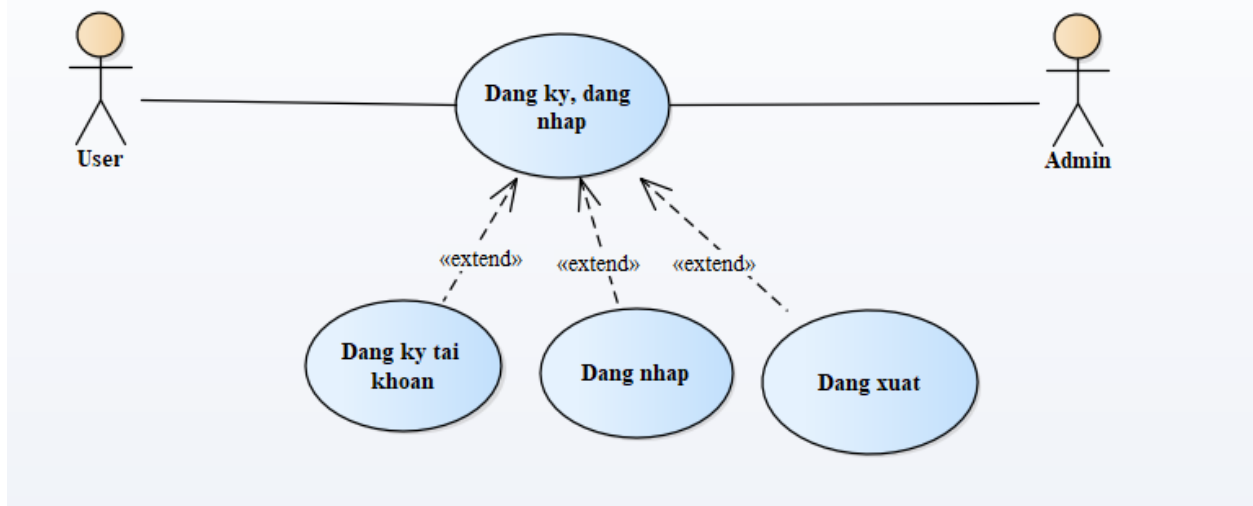 Dang ky, dang
nhap
User
Admin
«extend»
«extend»
«extend»
Dang ky tai
khoan
Dang nhap
Dang xuat